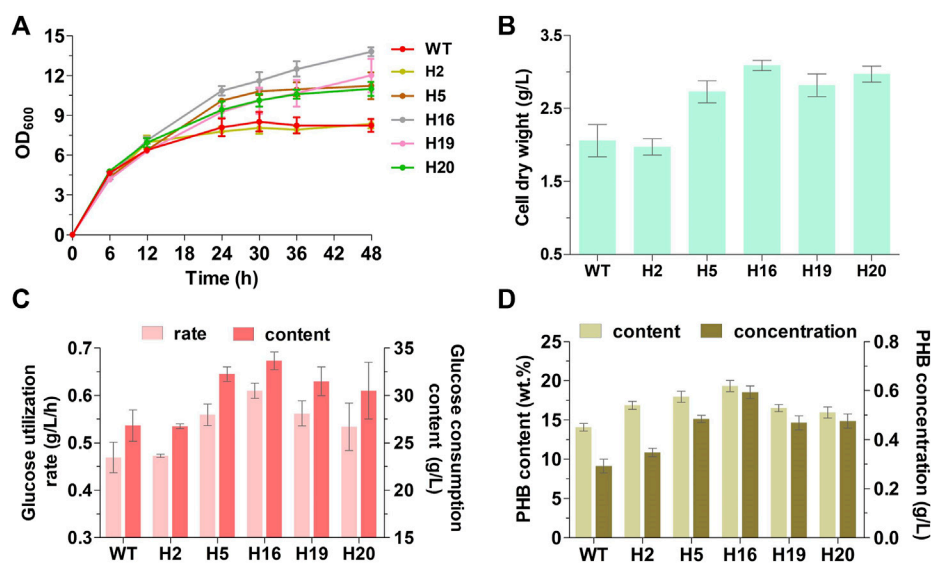 A
OD600
15
12
9
6
3
0
0 6 12 18 24 30 36 42 48
Time (h)
WT
H2
H5
H16
H19
H20
B
Cell dry wight (g/L)
3.5
2.5
1.5
0.5
WT H2 H5 H16 H19 H20
C
rate content
Glucose utilization
rate (g/L/h)
0.7
0.6
0.5
0.4
0.3
35
31
27
23
19
15
Glucose consumption
content (g/L)
WT H2 H5 H16 H19 H20
D
content concentration
PHB content (wt.%)
25
20
15
10
5
0
0.8
0.6
0.4
0.2
0.0
PHB concentration (g/L)
WT H2 H5 H16 H19 H20